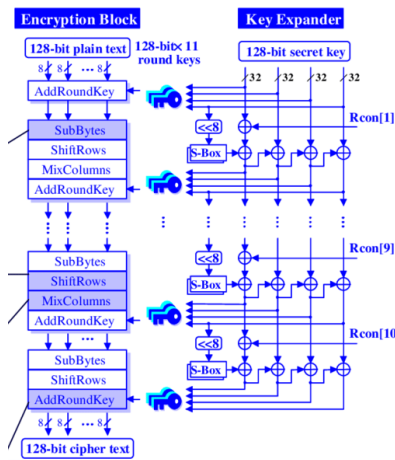 Encryption Block
Key Expander
128-bit plain text
128-bit× 11
round keys
128-bit secret key
8 8 ••• 8
32 32 32 32
AddRoundKey
Rcon[1]
SubBytes
<<8
ShiftRows
S-Box
MixColumns
AddRoundKey
SubBytes
Rcon[9]
<<8
ShiftRows
S-Box
MixColumns
AddRoundKey
Rcon[10
<<8
SubBytes
S-Box
ShiftRows
AddRoundKey
8 8 ••• 8
128-bit cipher text